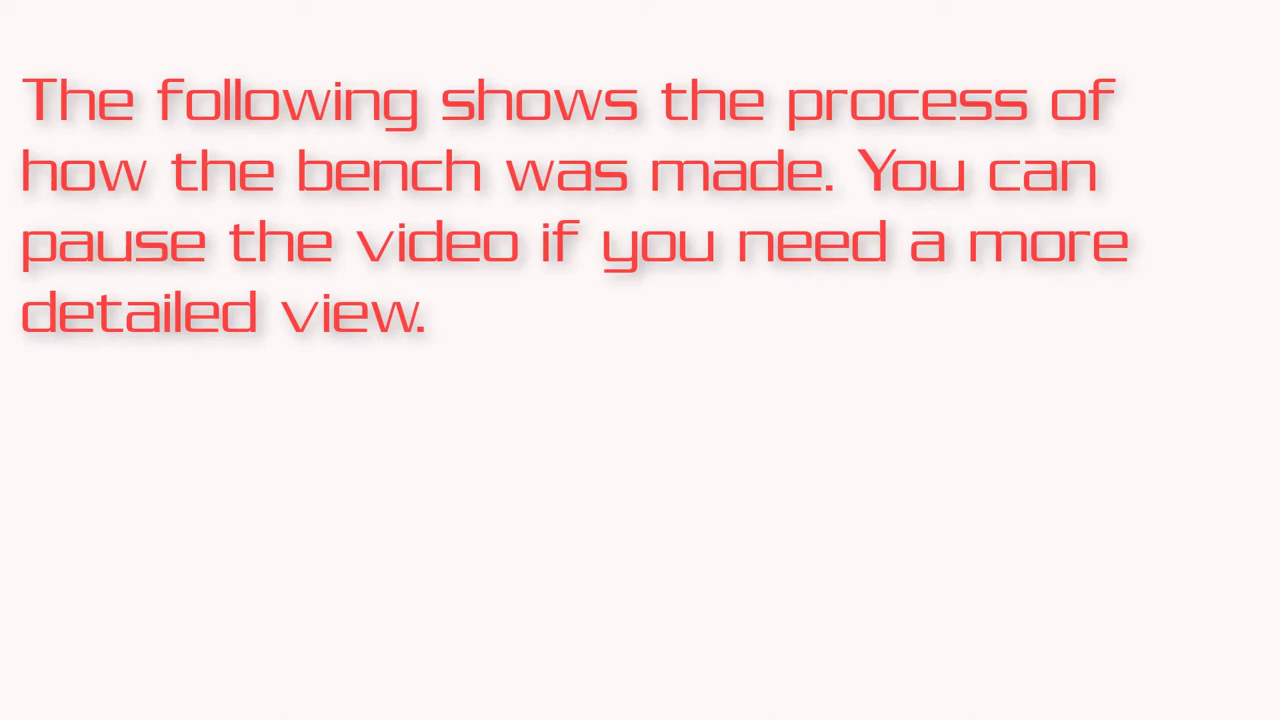 The following shows the process of
how the bench was made. You can
pause the video if you need a more
detailed view.